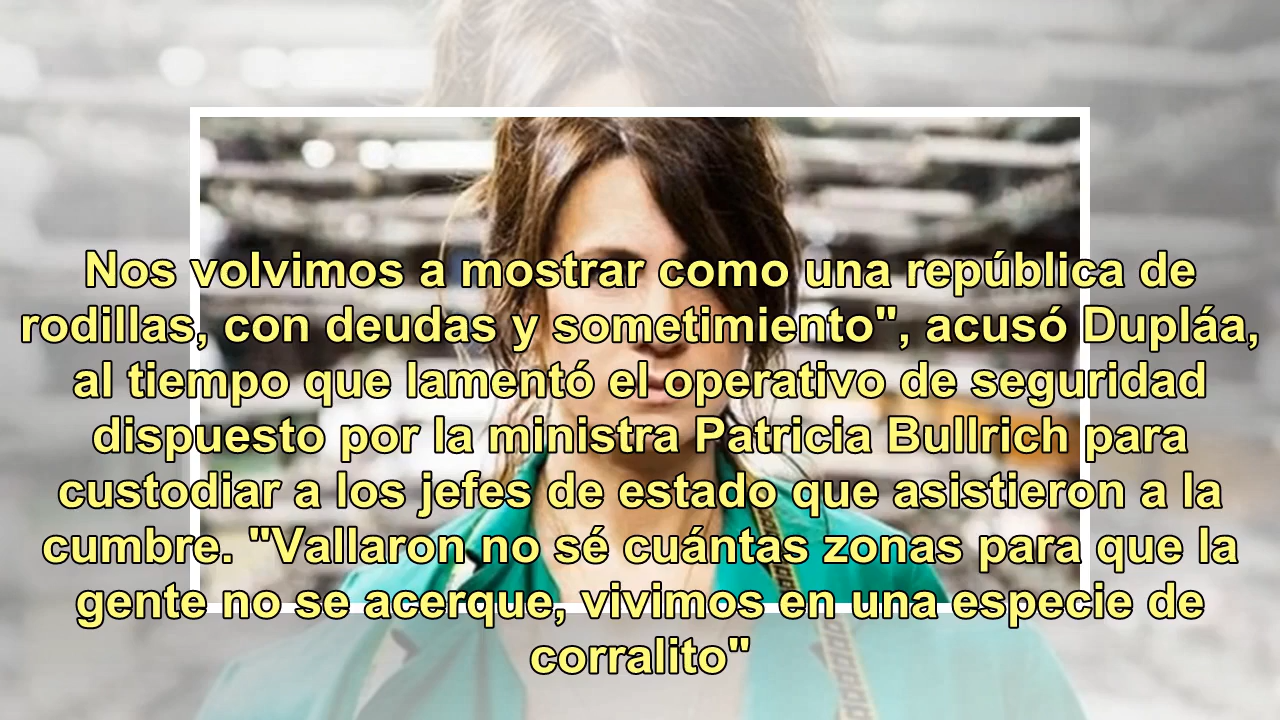 Nos volvimos a mostrar como una república de
rodillas, con deudas y sometimiento", acusó Dupláa,
al tiempo que lamentó el operativo de seguridad
dispuesto por la ministra Patricia Bullrich para
custodiar a los jefes de estado que asistieron a la
cumbre. "Vallaron no sé cuántas zonas para que la
gente no se acerque, vivimos en una especie de
corralito"